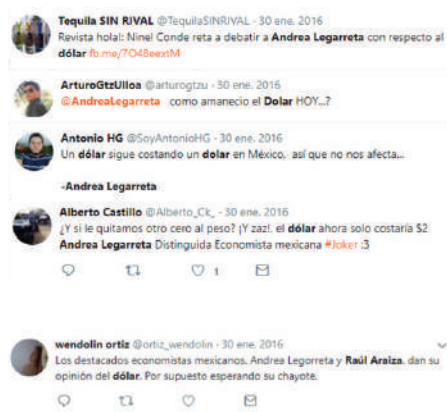 Tequila SIN RIVAL @TequilaSINRIVAL - 30 ene. 2016
Revista hola!: Ninel Conde reta a debatir a Andrea Legarreta con respecto al
dólar fb.me/7O48eextM
ArturoGtzUlloa @arturogtzu - 30 ene. 2016
@AndreaLegarreta como amanecio el Dolar HOY...?
Antonio HG @SoyAntonioHG - 30 ene. 2016
Un dólar sigue costando un dolar en México, así que no nos afecta...
-Andrea Legarreta
Alberto Castillo @Alberto_Ck_ - 30 ene. 2016
¿Y si le quitamos otro cero al peso? ¡Y zaz!, el dólar ahora solo costaría $2
Andrea Legarreta Distinguida Economista mexicana #Joker :3
1
wendolin ortiz @ortiz_wendolin - 30 ene. 2016
Los destacados economistas mexicanos, Andrea Legorreta y Raúl Araiza, dan su
opinión del dólar. Por supuesto esperando su chayote.